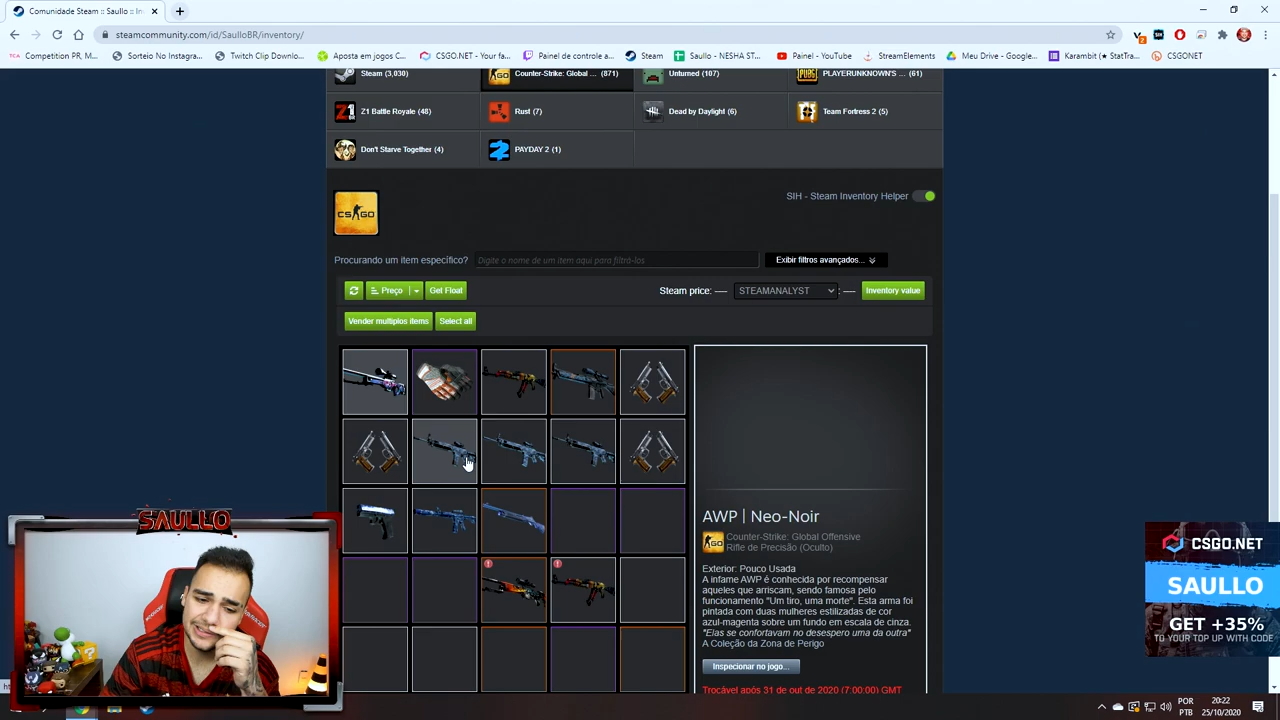 Comunidade Steam :: Saullo :: Inv
steamcommunity.com/id/SaulloBR/inventory/
Competition PR, M...
Sorteio No Instagra...
Twitch Clip Downlo...
Aposta em jogos C...
CSGO.NET - Your fa...
Painel de controle a...
Steam
Saullo - NESHA ST...
Painel - YouTube
StreamElements
Meu Drive - Google...
Karambit (★ StatTra...
CSGONET
Steam (3,030)
Counter-Strike: Global ... (871)
Unturned (107)
PLAYERUNKNOWN'S ... (61)
Z1 Battle Royale (48)
Rust (7)
Dead by Daylight (6)
Team Fortress 2 (5)
Don't Starve Together (4)
PAYDAY 2 (1)
CS GO
SIH - Steam Inventory Helper
Procurando um item específico?
Digite o nome de um item aqui para filtrá-los
Exibir filtros avançados...
Preço
Get Float
Steam price: ---
STEAMANALYST
: ---
Inventory value
Vender multiplos items
Select all
AWP | Neo-Noir
Counter-Strike: Global Offensive
Rifle de Precisão (Oculto)
Exterior: Pouco Usada
A infame AWP é conhecida por recompensar
aqueles que arriscam, sendo famosa pelo
funcionamento "Um tiro, uma morte". Esta arma foi
pintada com duas mulheres estilizadas de cor
azul-magenta sobre um fundo em escala de cinza.
"Elas se confortavam no desespero uma da outra"
A Coleção da Zona de Perigo
Inspecionar no jogo...
Trocável após 31 de out de 2020 (7:00:00) GMT
SAULLO
CSGO.NET
SAULLO
GET +35%
TO YOUR TOP UP WITH CODE
POR
PTB
20:22
25/10/2020